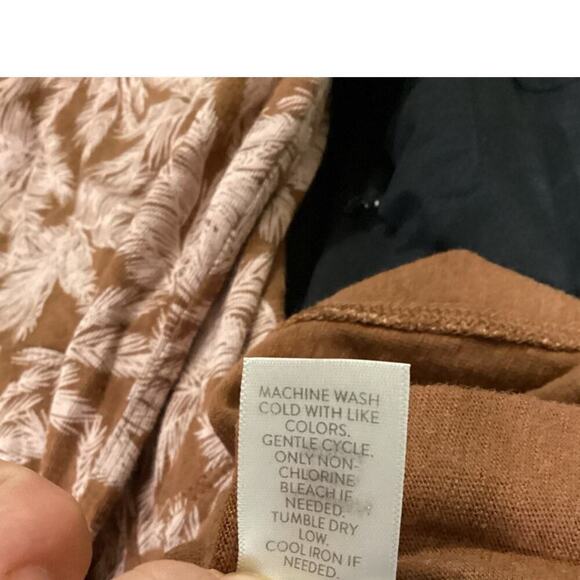 MACHINE WASH
COLD WITH LIKE
COLORS.
GENTLE CYCLE.
ONLY NON-
CHLORINE
BLEACH IF
NEEDED.
TUMBLE DRY
LOW.
COOL IRON IF
NEEDED.